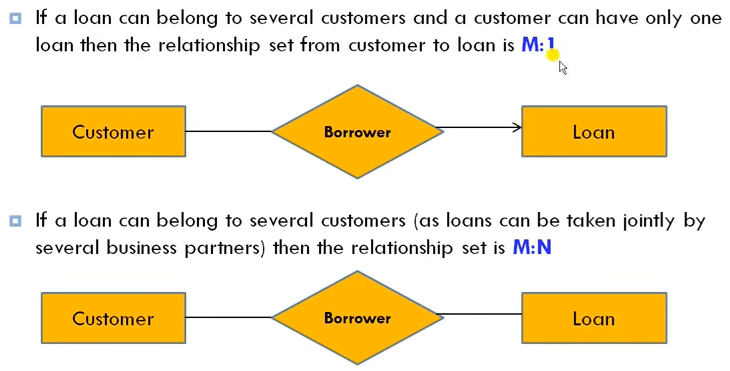 If a loan can belong to several customers and a customer can have only one
loan then the relationship set from customer to loan is M:1
Customer
Borrower
Loan
If a loan can belong to several customers (as loans can be taken jointly by
several business partners) then the relationship set is M:N
Customer
Borrower
Loan